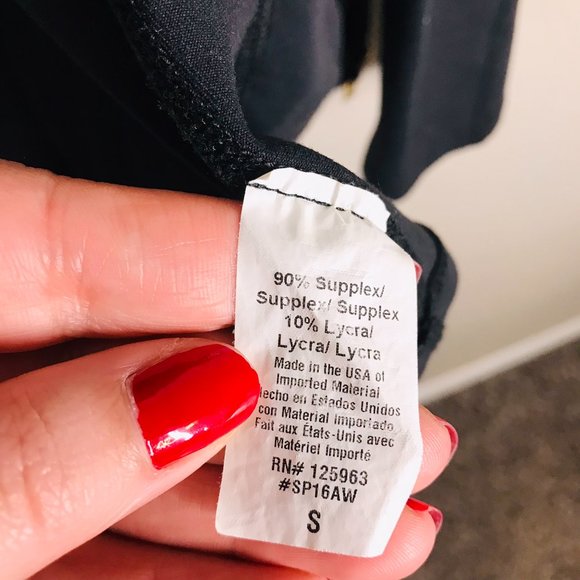 90% Supplex/
Supplex/ Supplex
10% Lycra/
Lycra/ Lycra
Made in the USA of
Imported Material
echo en Estados Unidos
con Material Importado
Fait aux États-Unis avec
Matériel Importé
RN# 125963
#SP16AW
S